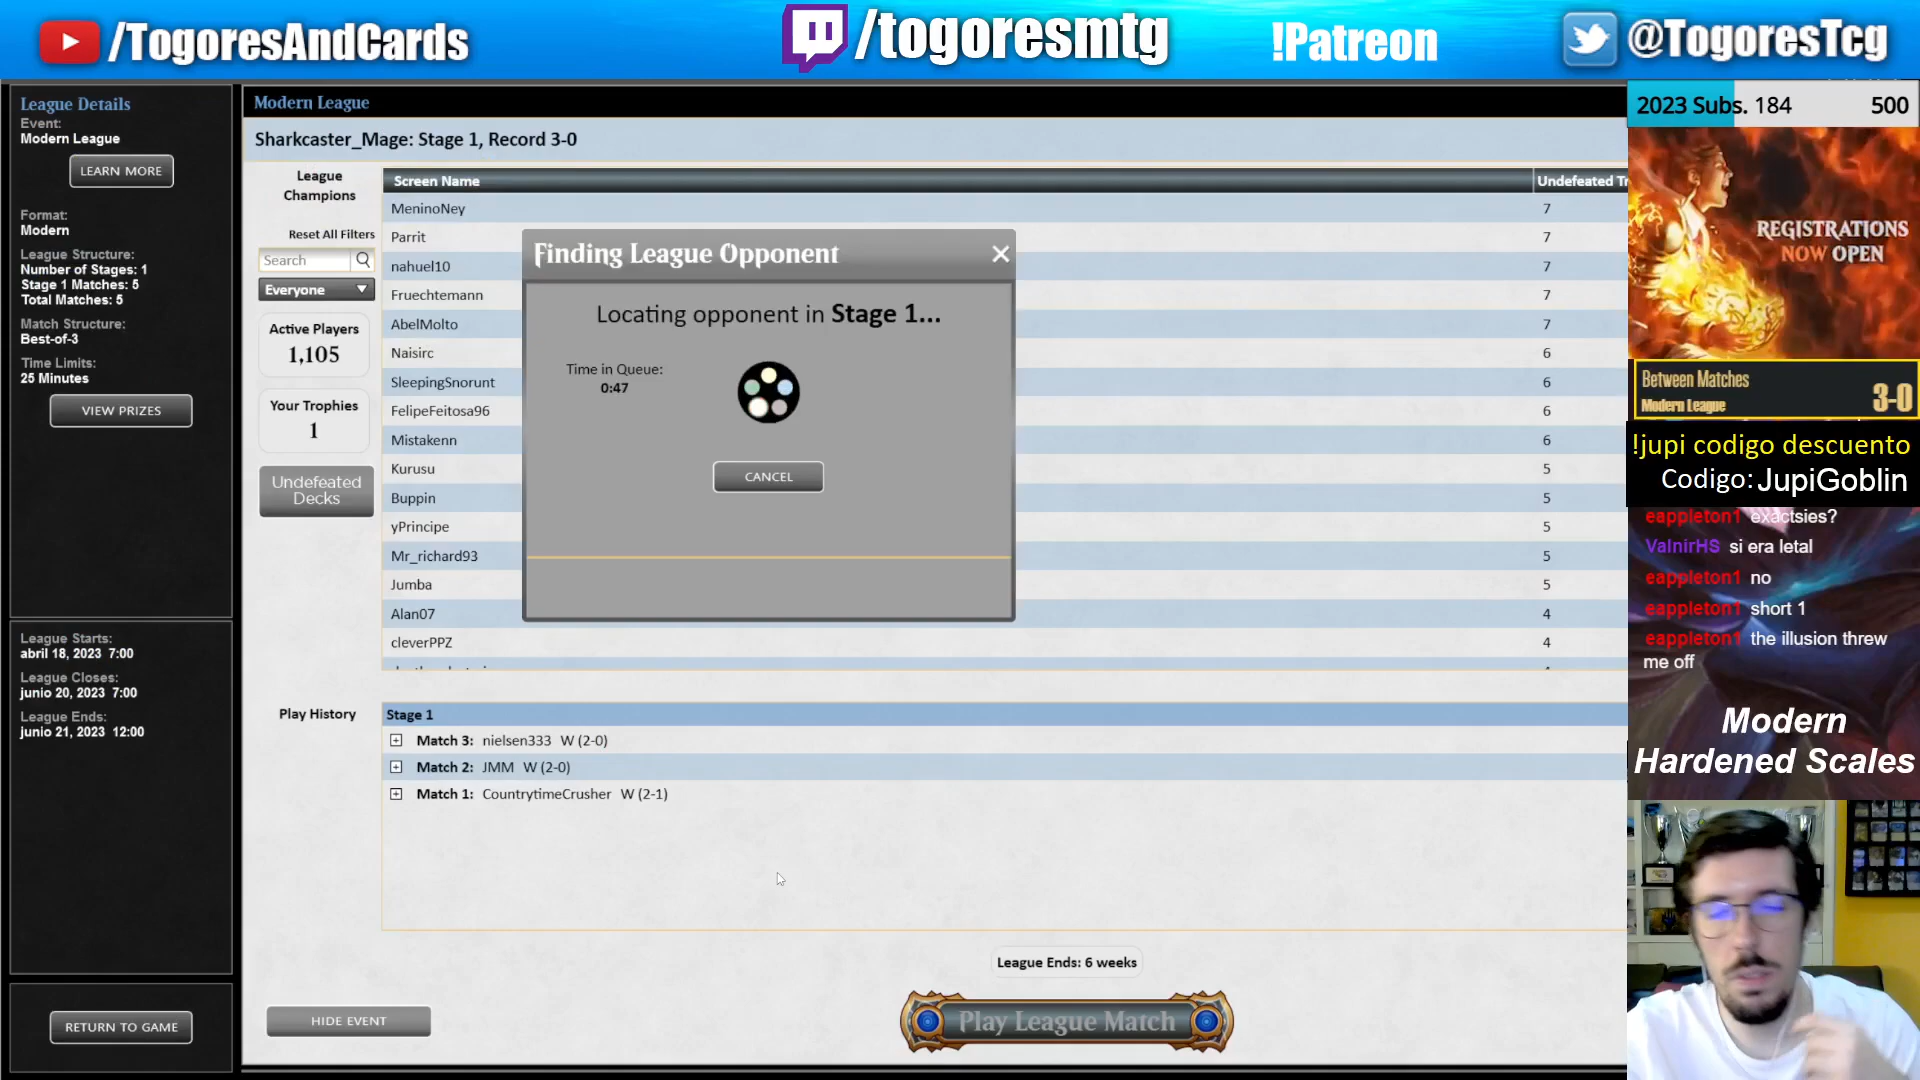 /TogoresAndCards
/togoresmtg
!Patreon
@TogoresTcg
League Details
Event:
Modern League
LEARN MORE
Format:
Modern
League Structure:
Number of Stages: 1
Stage 1 Matches: 5
Total Matches: 5
Match Structure:
Best-of-3
Time Limits:
25 Minutes
VIEW PRIZES
League Starts:
abril 18, 2023 7:00
League Closes:
junio 20, 2023 7:00
League Ends:
junio 21, 2023 12:00
RETURN TO GAME
Modern League
Sharkcaster_Mage: Stage 1, Record 3-0
League
Champions
Reset All Filters
Search
Everyone
Active Players
1,105
Your Trophies
1
Undefeated
Decks
Screen Name
Undefeated Tr
MeninoNey 7
Parrit 7
nahuel10 7
Fruechtemann 7
AbelMolto 7
Naisirc 6
SleepingSnorunt 6
FelipeFeitosa96 6
Mistakenn 6
Kurusu 5
Buppin 5
yPrincipe 5
Mr_richard93 5
Jumba 5
Alan07 4
cleverPPZ 4
Finding League Opponent
Locating opponent in Stage 1...
Time in Queue:
0:47
CANCEL
Play History
Stage 1
Match 3: nielsen333 W (2-0)
Match 2: JMM W (2-0)
Match 1: CountrytimeCrusher W (2-1)
League Ends: 6 weeks
HIDE EVENT
Play League Match
2023 Subs. 184 500
REGISTRATIONS
NOW OPEN
Between Matches
Modern League
3-0
!jupi codigo descuento
Codigo: JupiGoblin
eappleton1 exactsies?
ValnirHS si era letal
eappleton1 no
eappleton1 short 1
eappleton1 the illusion threw
me off
Modern
Hardened Scales